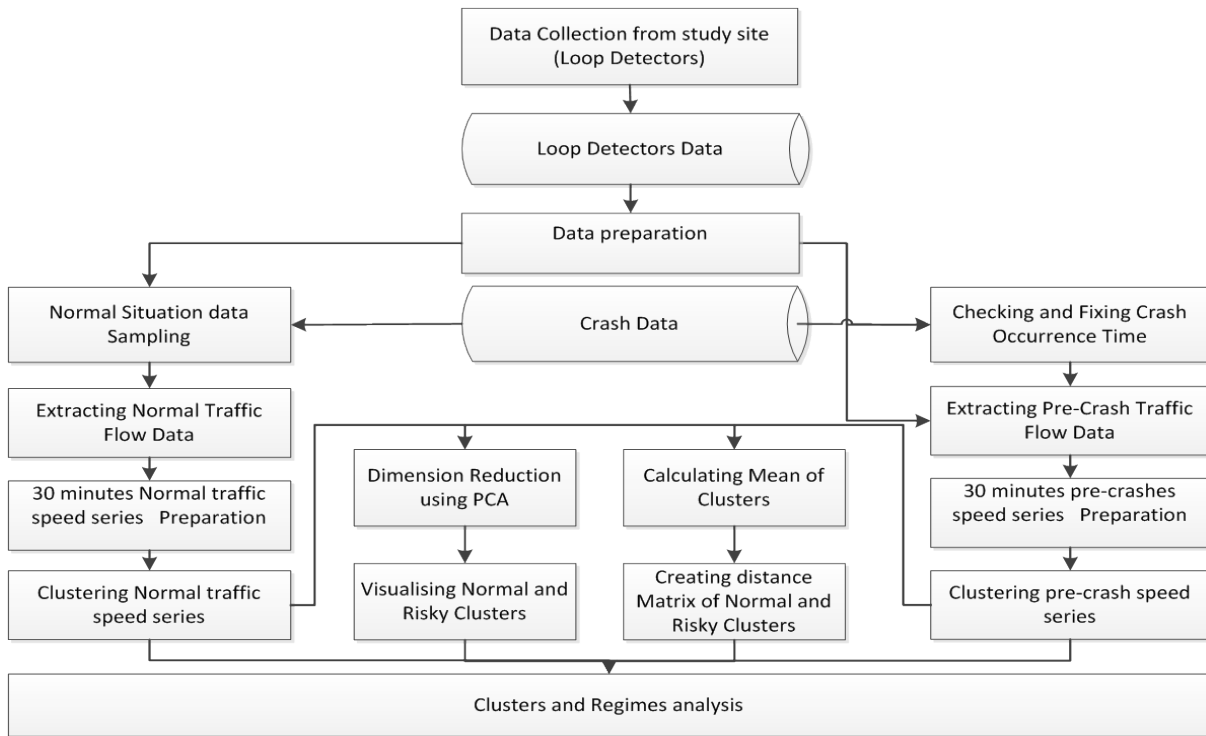 Data Collection from study site
(Loop Detectors)
Loop Detectors Data
Data preparation
Normal Situation data
Sampling
Crash Data
Checking and Fixing Crash
Occurrence Time
Extracting Normal Traffic
Flow Data
Extracting Pre-Crash Traffic
Flow Data
Dimension Reduction
using PCA
Calculating Mean of
Clusters
30 minutes Normal traffic
speed series Preparation
30 minutes pre-crashes
speed series Preparation
Clustering Normal traffic
speed series
Visualising Normal and
Risky Clusters
Creating distance
Matrix of Normal and
Risky Clusters
Clustering pre-crash speed
series
Clusters and Regimes analysis